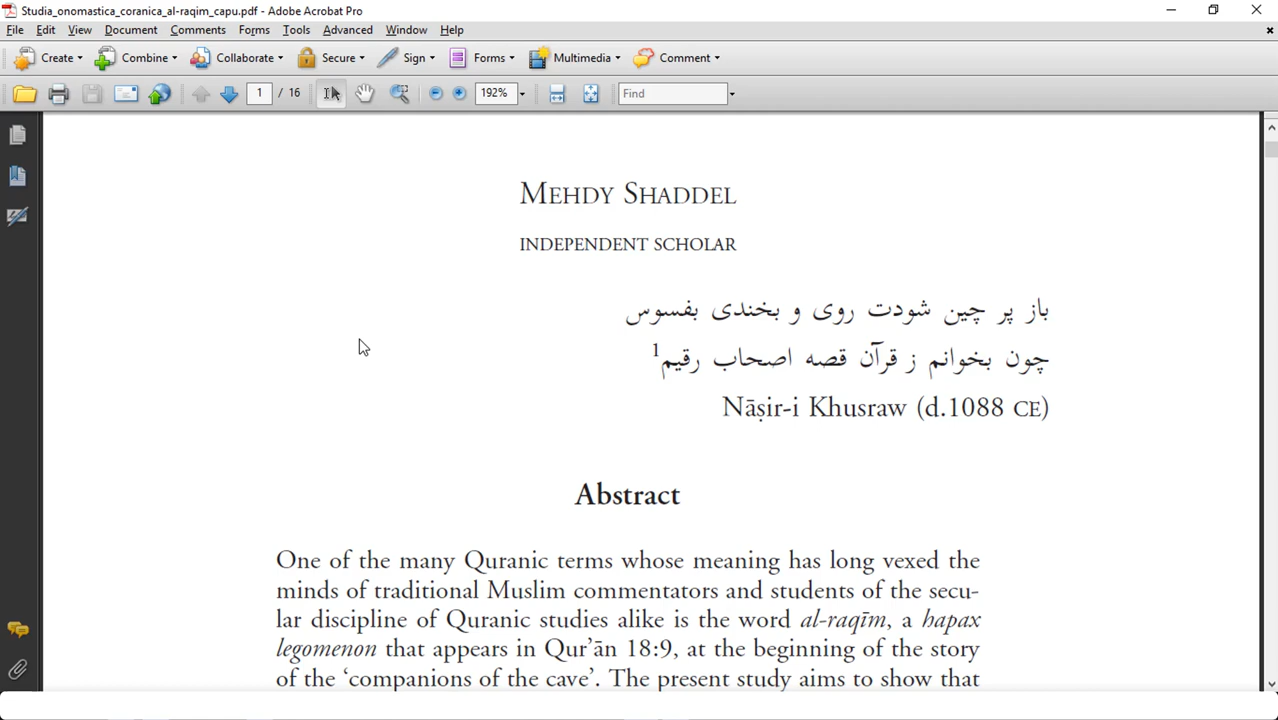 Studia_onomastica_coranica_al-raqim_capu.pdf - Adobe Acrobat Pro
File Edit View Document Comments Forms Tools Advanced Window Help
Create Combine Collaborate Secure Sign Forms Multimedia Comment
1 / 16 192% Find
MEHDY SHADDEL
INDEPENDENT SCHOLAR
باز پر چین شودت روی و بخندی بفسوس
چون بخوانم ز قرآن قصه اصحاب رقیم1
Nāṣir-i Khusraw (d.1088 CE)
Abstract
One of the many Quranic terms whose meaning has long vexed the
minds of traditional Muslim commentators and students of the secu-
lar discipline of Quranic studies alike is the word al-raqīm, a hapax
legomenon that appears in Qur’ān 18:9, at the beginning of the story
of the ‘companions of the cave’. The present study aims to show that